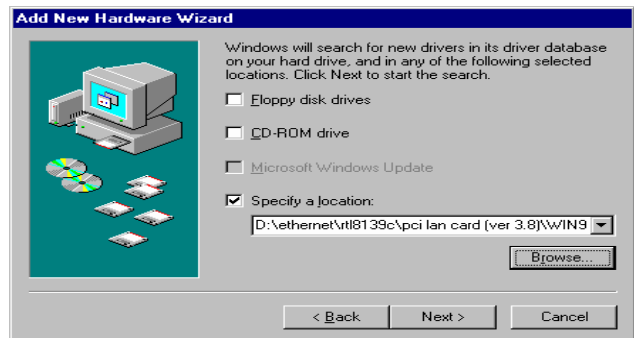 Add New Hardware Wizard
Windows will search for new drivers in its driver database
on your hard drive, and in any of the following selected
locations. Click Next to start the search.
Floppy disk drives
CD-ROM drive
Microsoft Windows Update
Specify a location:
D:\ethernet\rtl8139c\pci lan card (ver 3.8)\WIN9
Browse...
< Back
Next >
Cancel